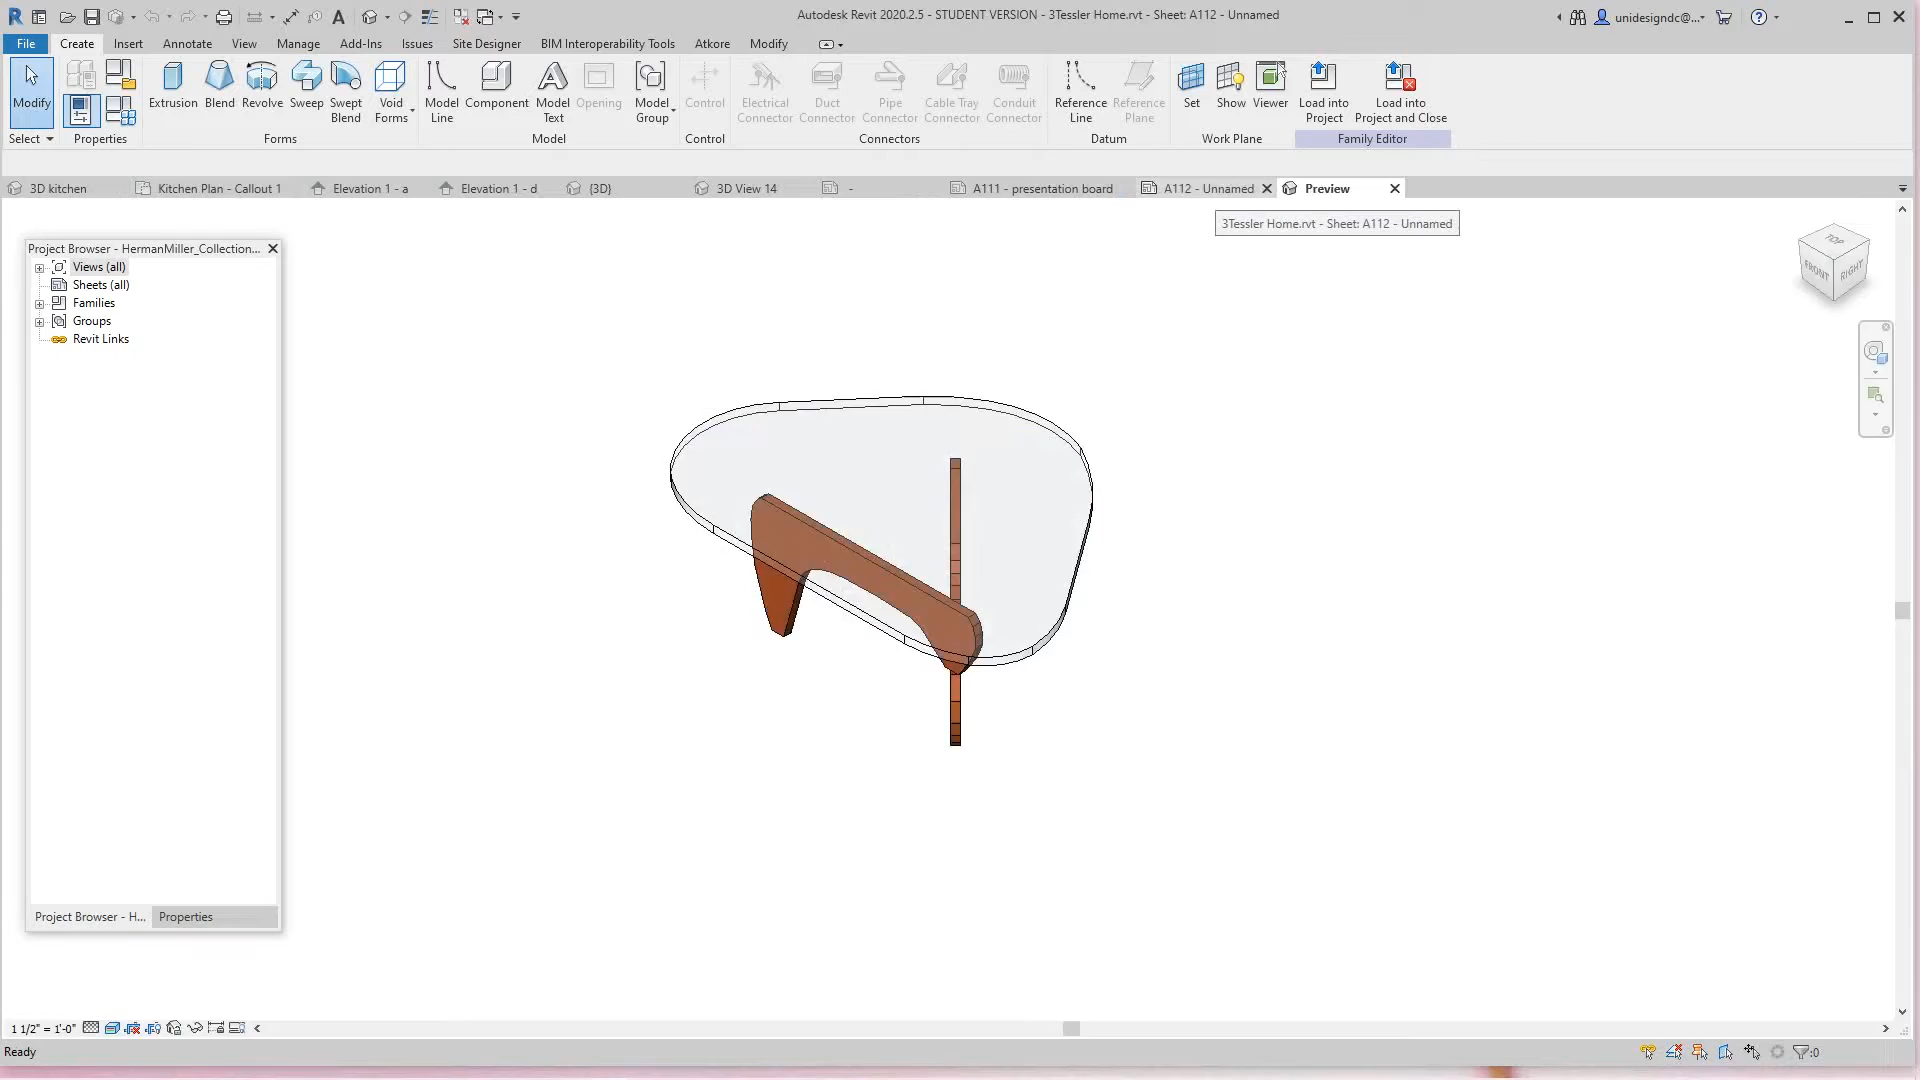 Autodesk Revit 2020.2.5 - STUDENT VERSION - 3Tessler Home.rvt - Sheet: A112 - Unnamed
unidesigndc@...
File Create Insert Annotate View Manage Add-Ins Issues Site Designer BIM Interoperability Tools Atkore Modify
Modify
Extrusion Blend Revolve Sweep Swept Blend Void Forms
Model Line Component Model Text Opening Model Group
Control
Electrical Connector Duct Connector Pipe Connector Cable Tray Connector Conduit Connector
Reference Line Reference Plane
Set Show Viewer
Load into Project Load into Project and Close
Select Properties Forms Model Control Connectors Datum Work Plane Family Editor
3D kitchen Kitchen Plan - Callout 1 Elevation 1 - a Elevation 1 - d {3D} 3D View 14 - A111 - presentation board A112 - Unnamed Preview
3Tessler Home.rvt - Sheet: A112 - Unnamed
Project Browser - HermanMiller_Collection...
Views (all)
Sheets (all)
Families
Groups
Revit Links
Project Browser - H... Properties
TOP
FRONT RIGHT
1 1/2" = 1'-0"
Ready
:0